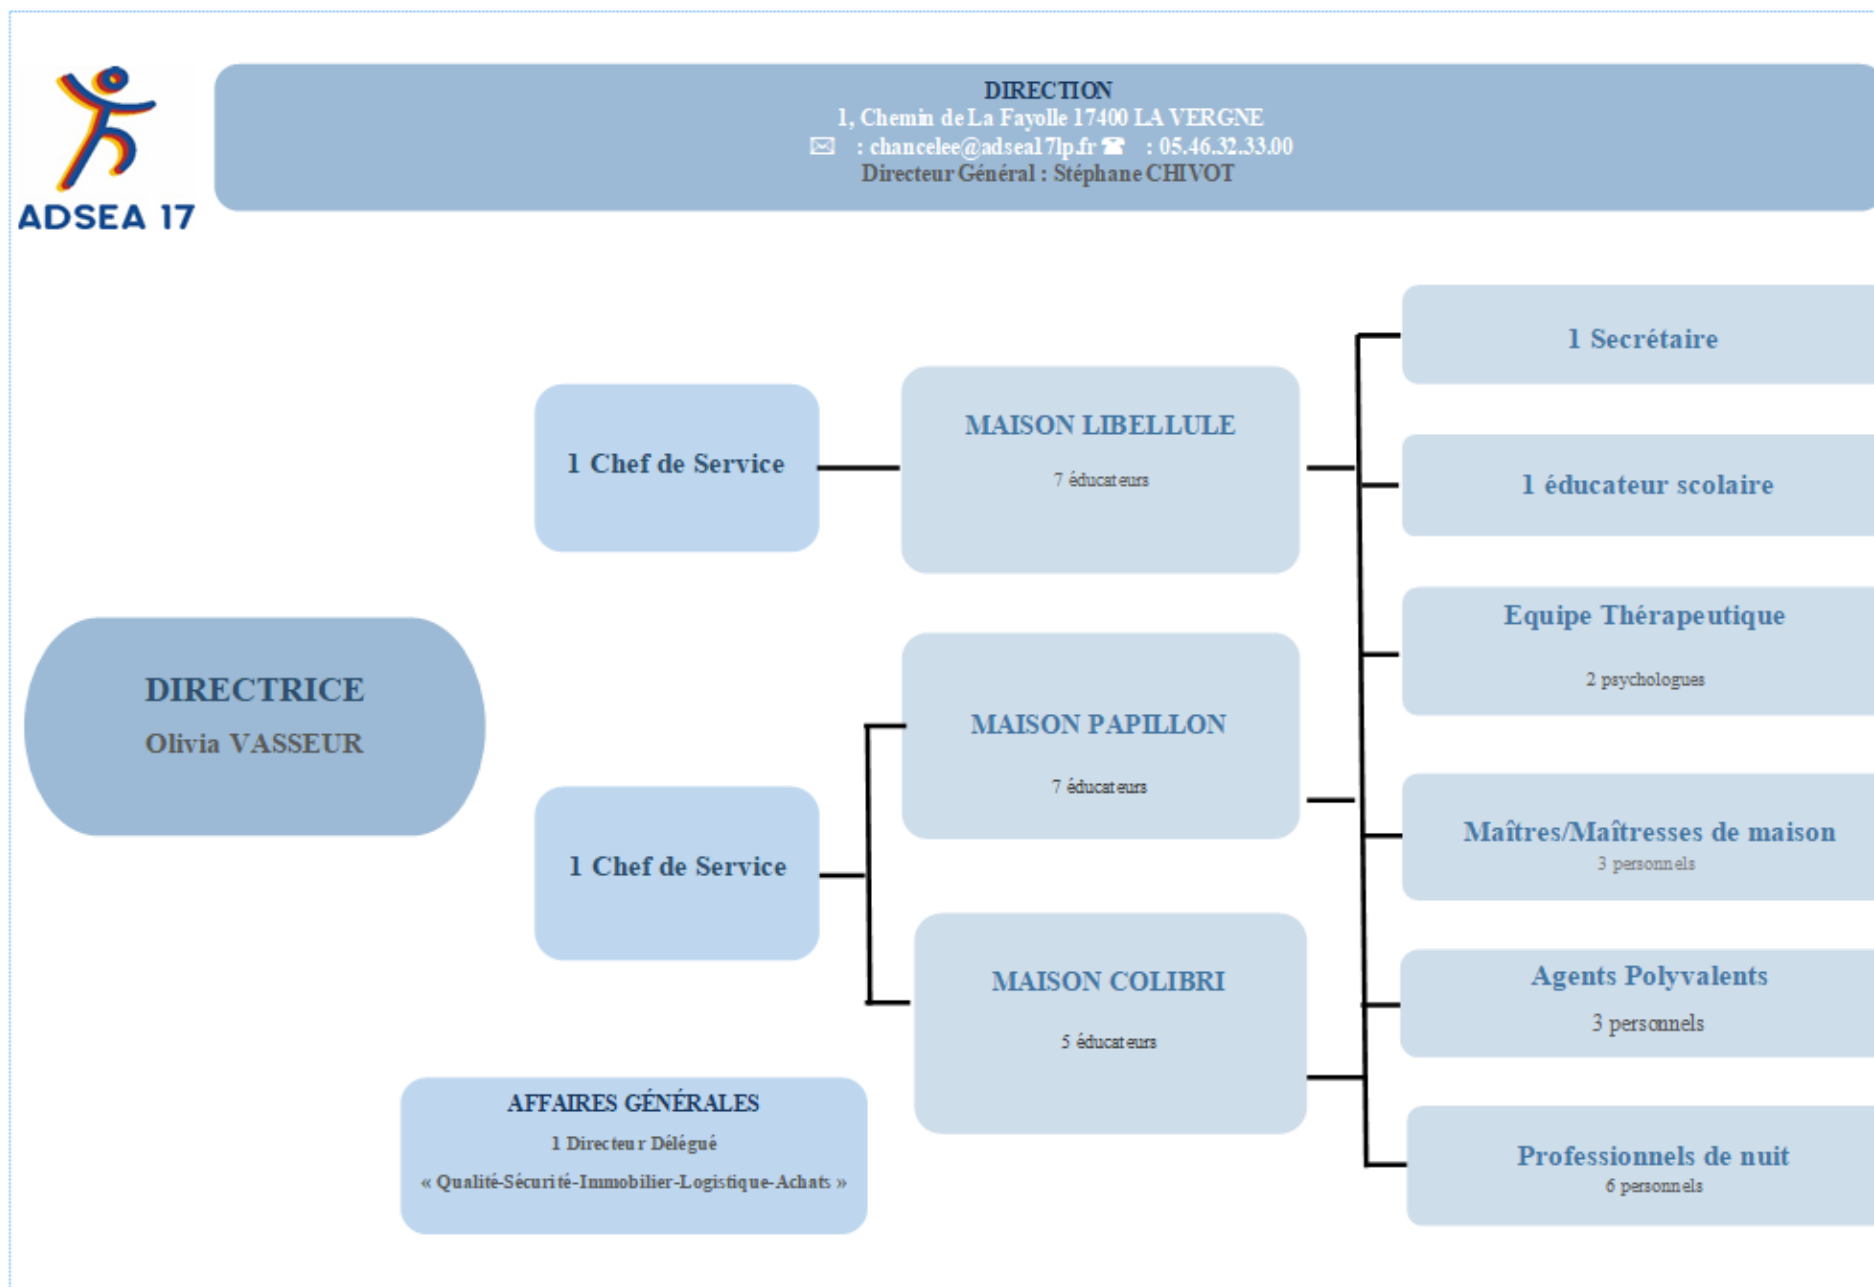 ADSEA 17
DIRECTION
1, Chemin de La Fayolle 17400 LA VERGNE
✉ : chancelee@adsea17lp.fr ☎ : 05.46.32.33.00
Directeur Général : Stéphane CHIVOT
DIRECTRICE
Olivia VASSEUR
1 Chef de Service
MAISON LIBELLULE
7 éducateurs
1 Chef de Service
MAISON PAPILLON
7 éducateurs
MAISON COLIBRI
5 éducateurs
AFFAIRES GÉNÉRALES
1 Directeur Délégué
« Qualité-Sécurité-Immobilier-Logistique-Achats »
1 Secrétaire
1 éducateur scolaire
Equipe Thérapeutique
2 psychologues
Maîtres/Maîtresses de maison
3 personnels
Agents Polyvalents
3 personnels
Professionnels de nuit
6 personnels